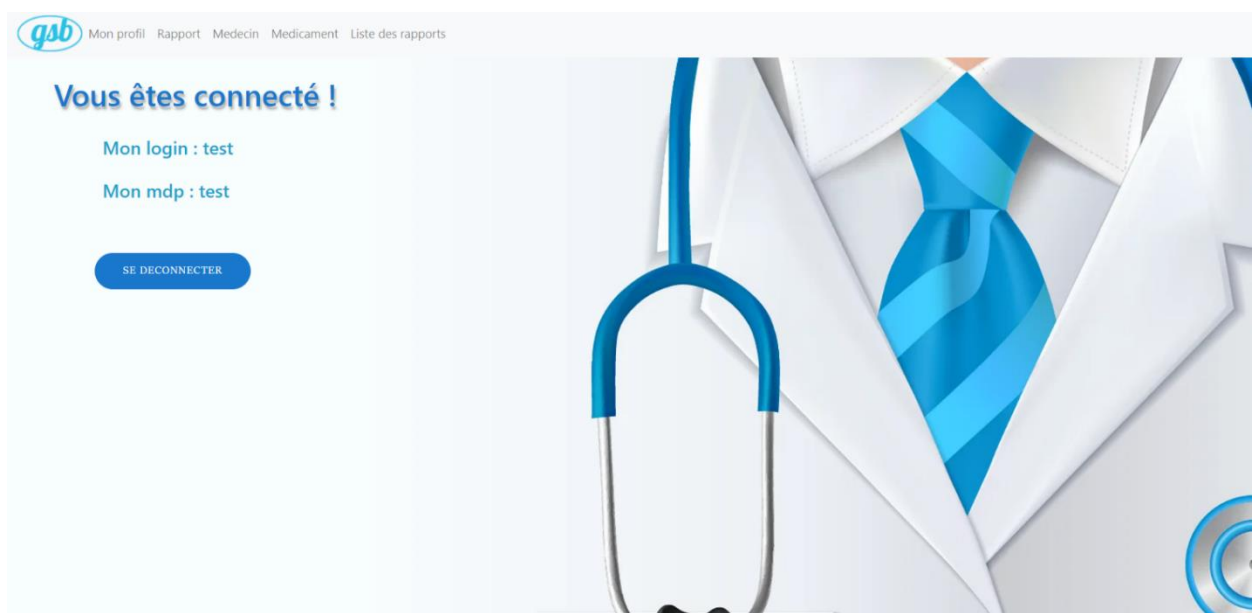 gsb Mon profil Rapport Medecin Medicament Liste des rapports
Vous êtes connecté !
Mon login : test
Mon mdp : test
SE DECONNECTER